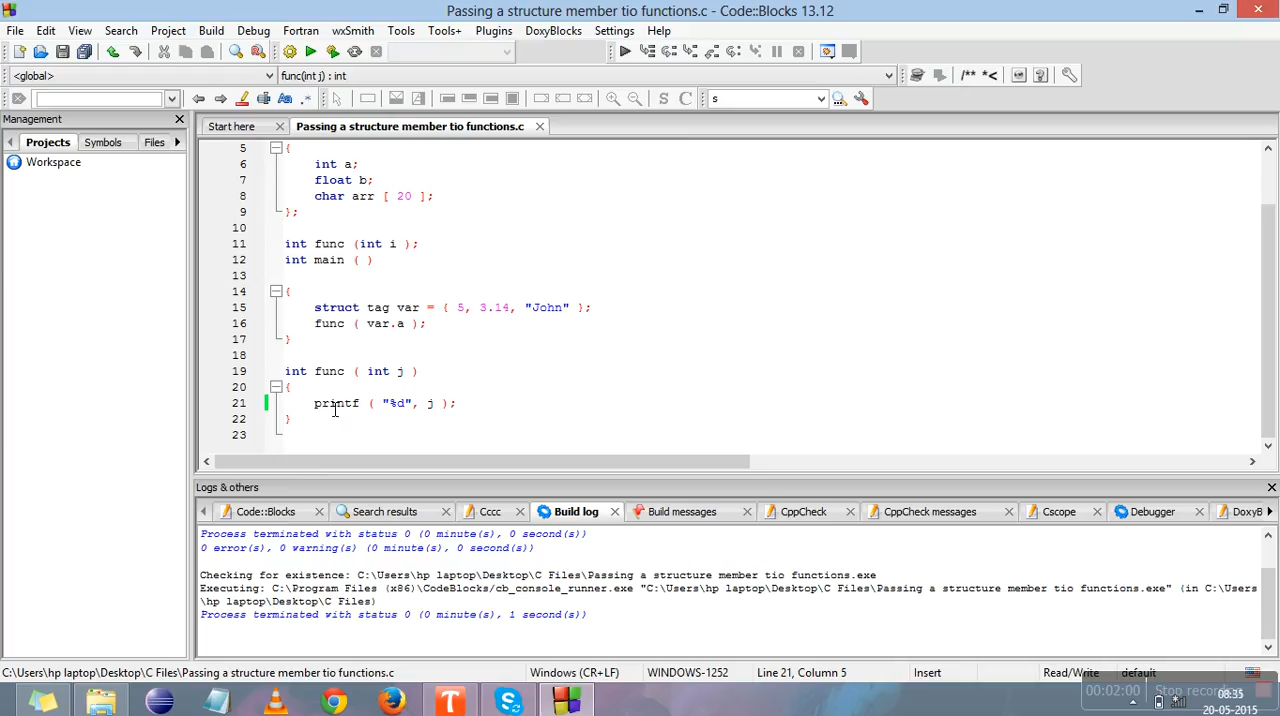 Passing a structure member tio functions.c - Code::Blocks 13.12
File Edit View Search Project Build Debug Fortran wxSmith Tools Tools+ Plugins DoxyBlocks Settings Help
<global> func(int j) : int /** *<
S C s
Management
Projects Symbols Files
Workspace
Start here Passing a structure member tio functions.c
5 {
6 int a;
7 float b;
8 char arr [ 20 ];
9 };
10
11 int func (int i );
12 int main ( )
13
14 {
15 struct tag var = { 5, 3.14, "John" };
16 func ( var.a );
17 }
18
19 int func ( int j )
20 {
21 printf ( "%d", j );
22 }
23
Logs & others
Code::Blocks Search results Cccc Build log Build messages CppCheck CppCheck messages Cscope Debugger DoxyB
Process terminated with status 0 (0 minute(s), 0 second(s))
0 error(s), 0 warning(s) (0 minute(s), 0 second(s))
Checking for existence: C:\Users\hp laptop\Desktop\C Files\Passing a structure member tio functions.exe
Executing: C:\Program Files (x86)\CodeBlocks/cb_console_runner.exe "C:\Users\hp laptop\Desktop\C Files\Passing a structure member tio functions.exe" (in C:\Users
\hp laptop\Desktop\C Files)
Process terminated with status 0 (0 minute(s), 1 second(s))
C:\Users\hp laptop\Desktop\C Files\Passing a structure member tio functions.c Windows (CR+LF) WINDOWS-1252 Line 21, Column 5 Insert Read/Write default
00:02:00 Stop recor
08:35
20-05-2015